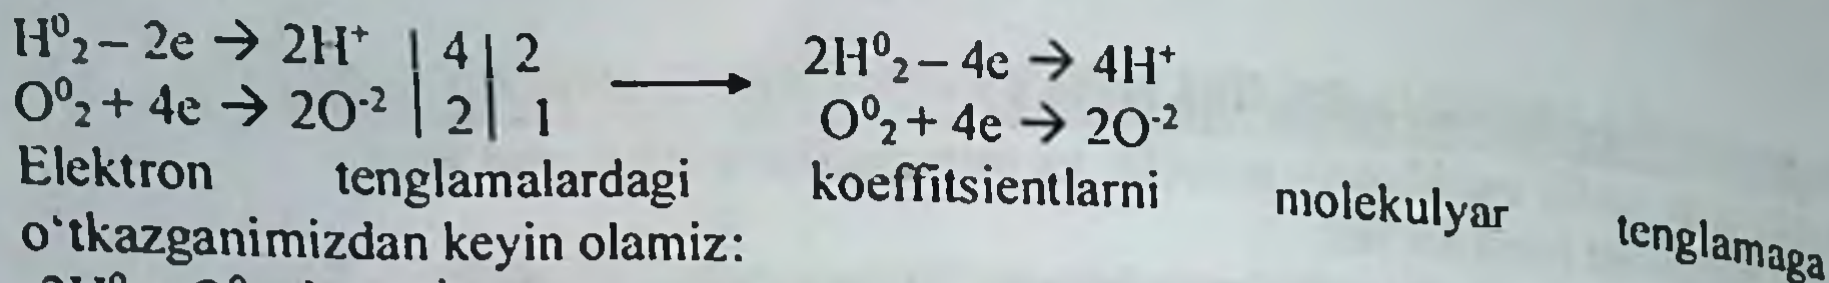 H⁰₂ – 2e → 2H⁺ | 4 | 2 ⟶ 2H⁰₂ – 4e → 4H⁺
O⁰₂ + 4e → 2O⁻² | 2 | 1 O⁰₂ + 4e → 2O⁻²
Elektron tenglamalardagi koeffitsientlarni molekulyar tenglamaga
o‘tkazganimizdan keyin olamiz: